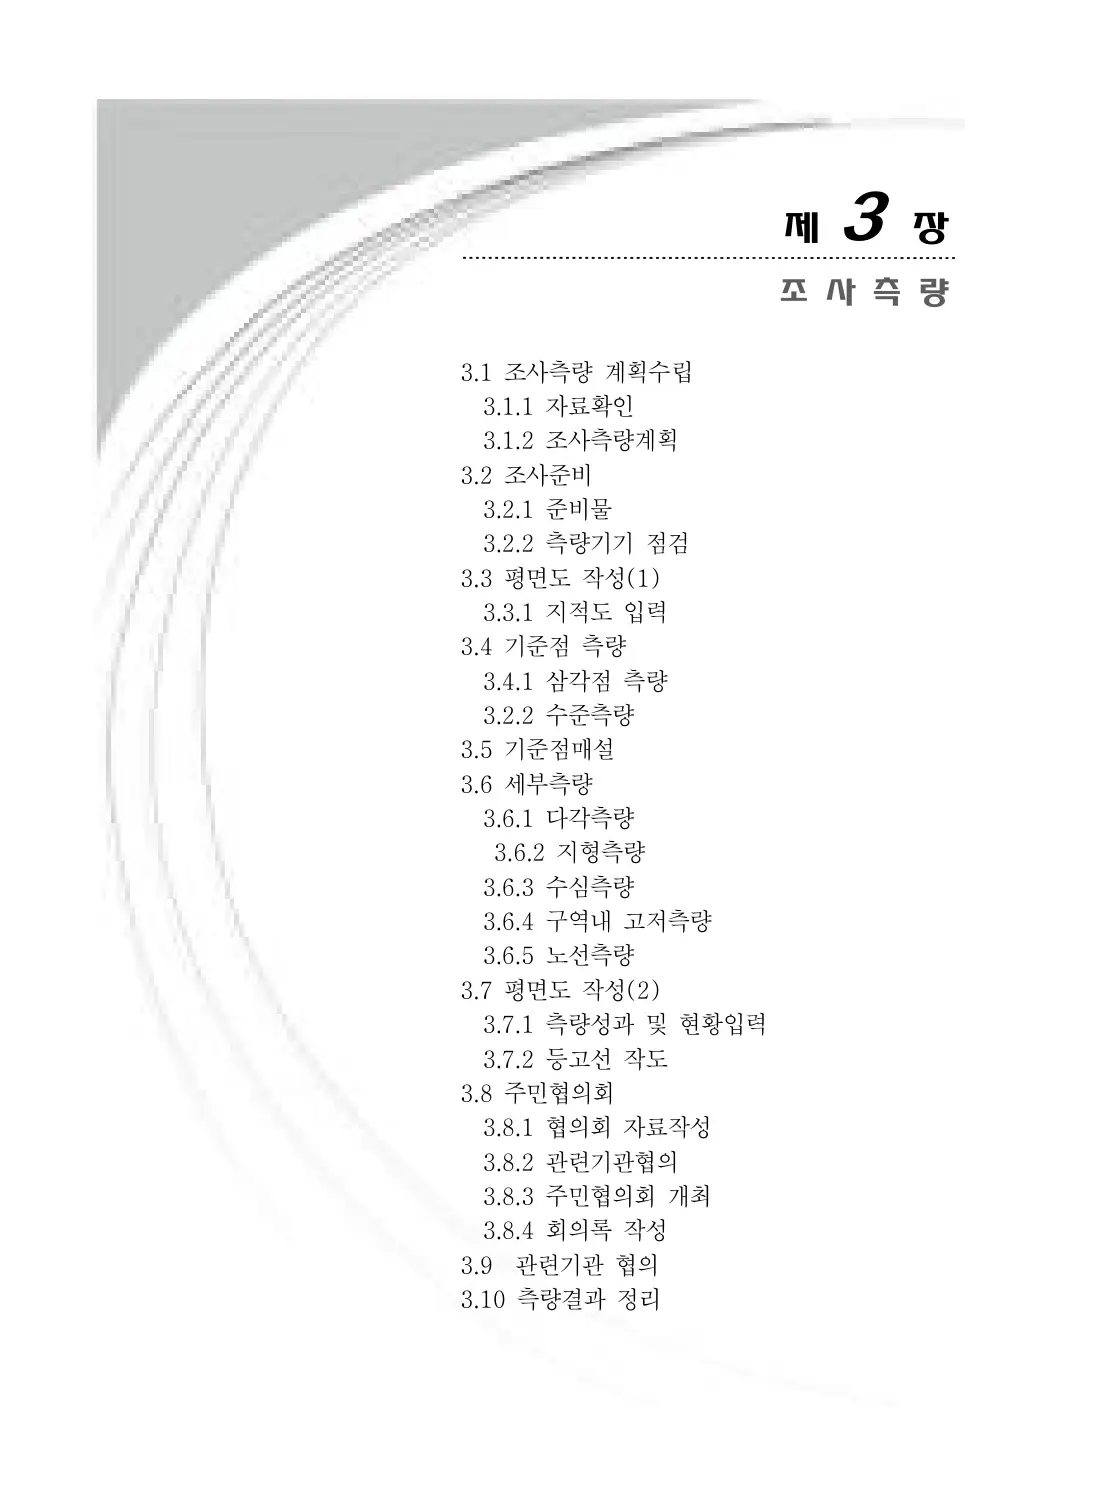 제 3 장
조 사 측 량
3.1 조사측량 계획수립
3.1.1 자료확인
3.1.2 조사측량계획
3.2 조사준비
3.2.1 준비물
3.2.2 측량기기 점검
3.3 평면도 작성(1)
3.3.1 지적도 입력
3.4 기준점 측량
3.4.1 삼각점 측량
3.2.2 수준측량
3.5 기준점매설
3.6 세부측량
3.6.1 다각측량
3.6.2 지형측량
3.6.3 수심측량
3.6.4 구역내 고저측량
3.6.5 노선측량
3.7 평면도 작성(2)
3.7.1 측량성과 및 현황입력
3.7.2 등고선 작도
3.8 주민협의회
3.8.1 협의회 자료작성
3.8.2 관련기관협의
3.8.3 주민협의회 개최
3.8.4 회의록 작성
3.9 관련기관 협의
3.10 측량결과 정리